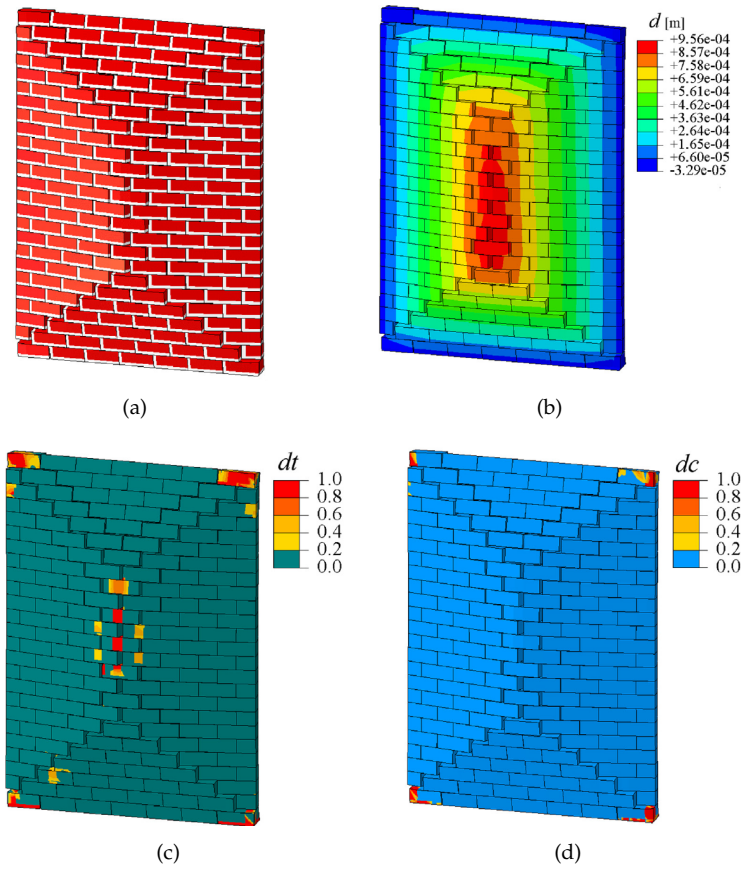 d [m]
+9.56e-04
+8.57e-04
+7.58e-04
+6.59e-04
+5.61e-04
+4.62e-04
+3.63e-04
+2.64e-04
+1.65e-04
+6.60e-05
-3.29e-05
(a)
(b)
dt
1.0
0.8
0.6
0.4
0.2
0.0
dc
1.0
0.8
0.6
0.4
0.2
0.0
(c)
(d)